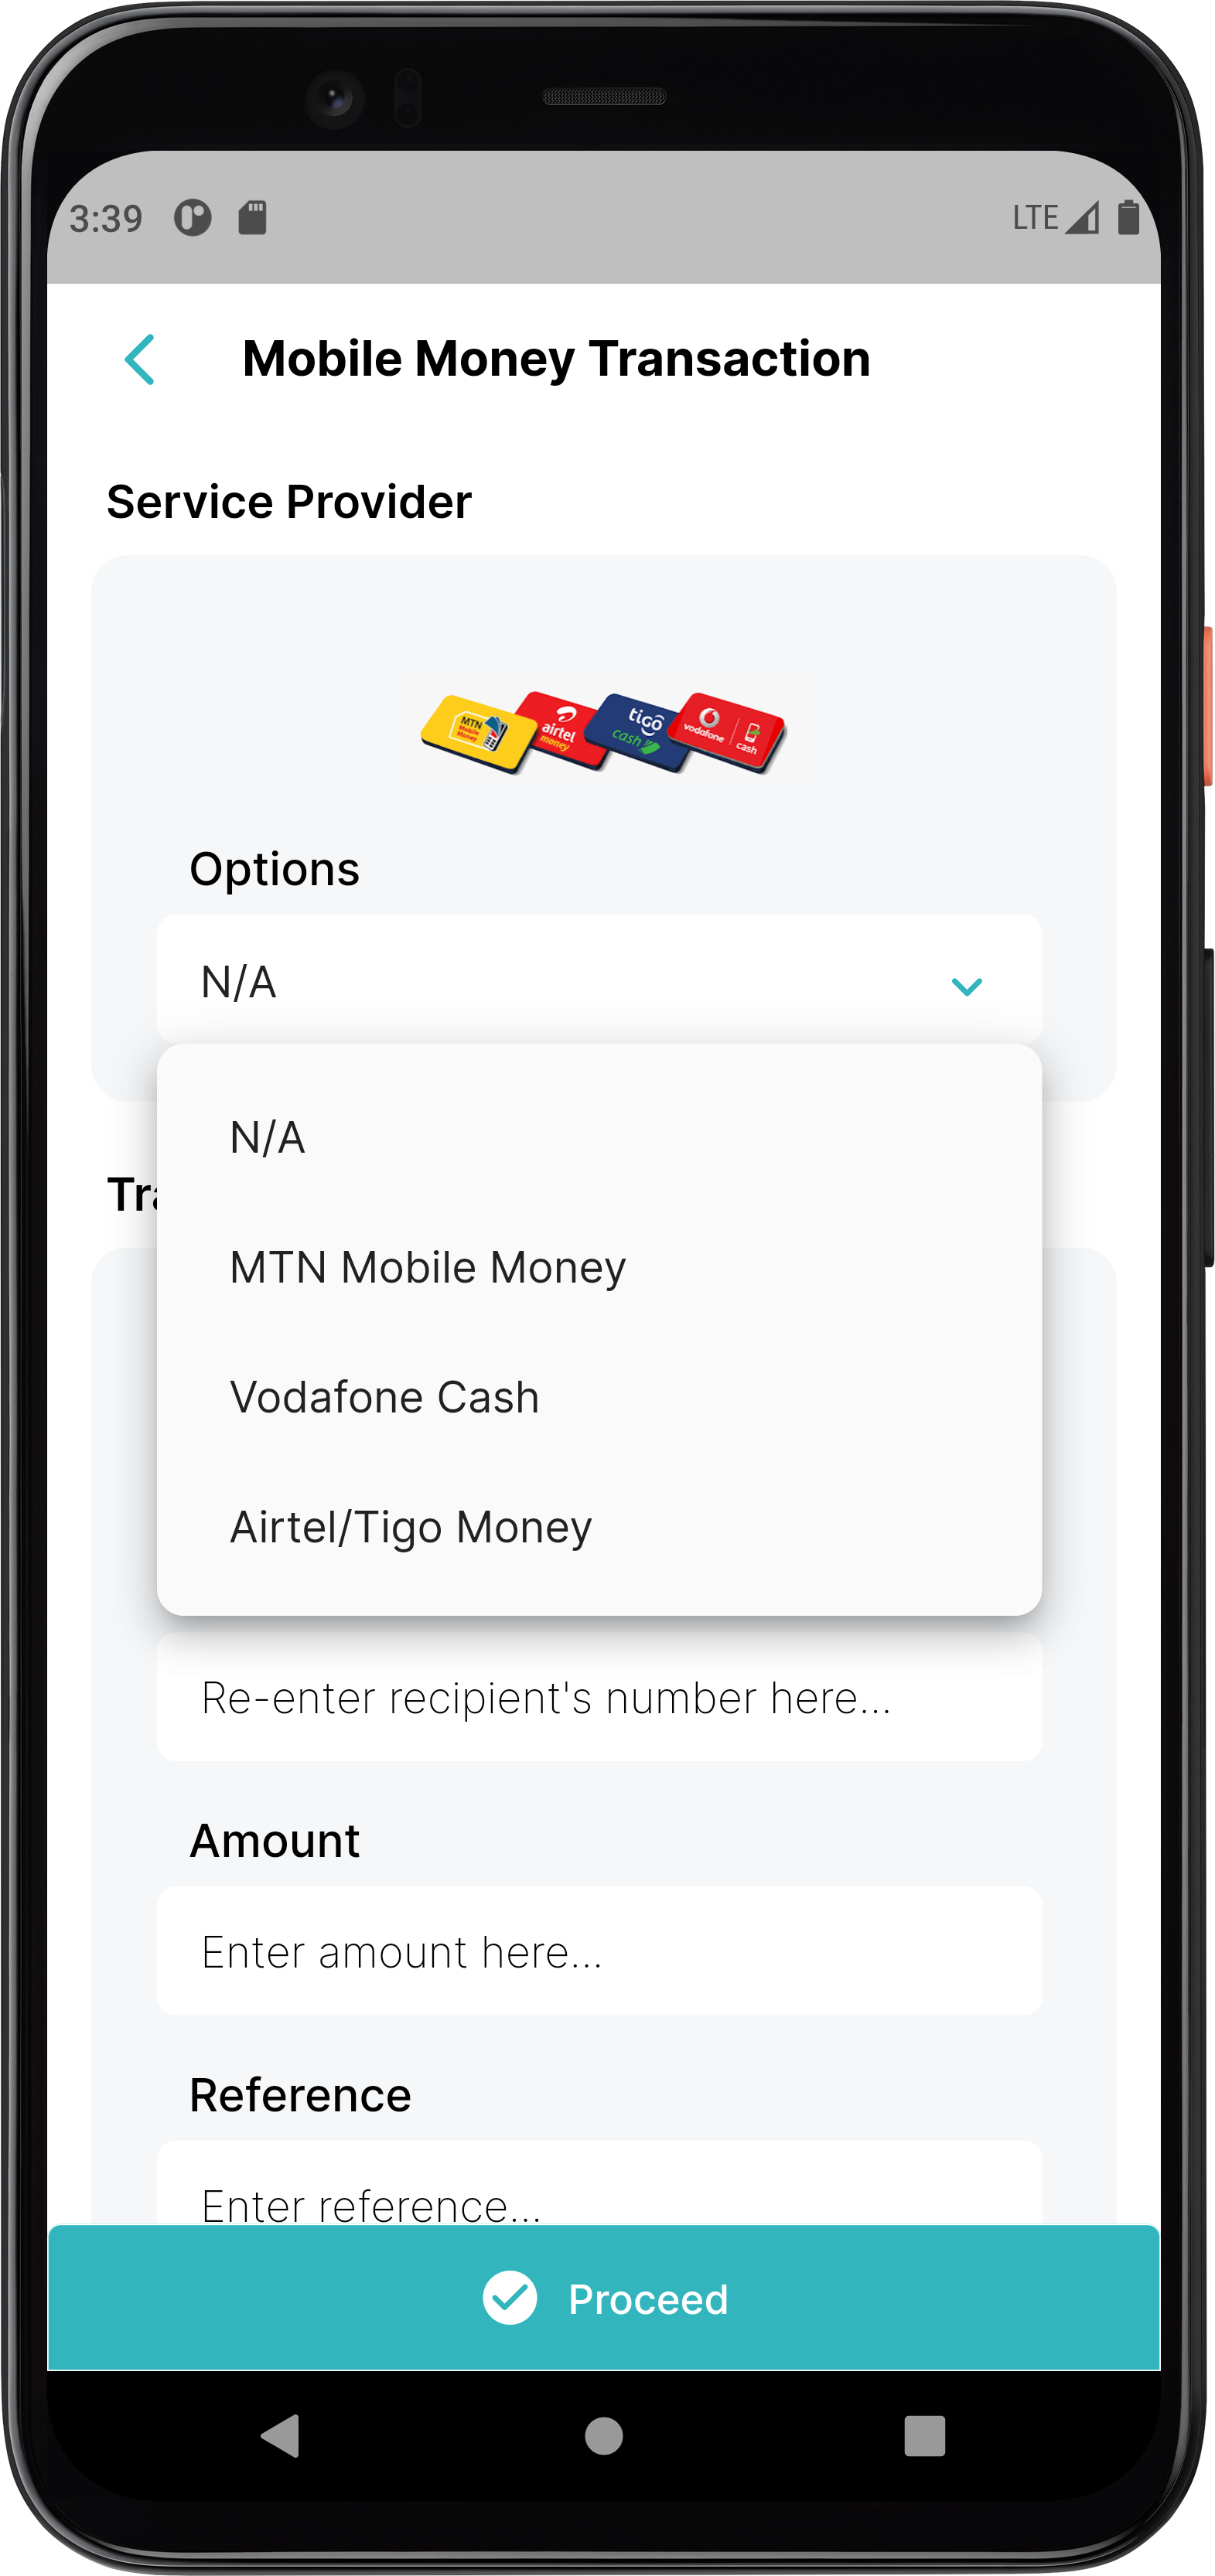 3:39
LTE
Mobile Money Transaction
Service Provider
MTN
Mobile
Money
airtel
money
tigo
cash
vodafone
cash
Options
N/A
N/A
MTN Mobile Money
Vodafone Cash
Airtel/Tigo Money
Re-enter recipient's number here...
Amount
Enter amount here...
Reference
Enter reference...
Proceed